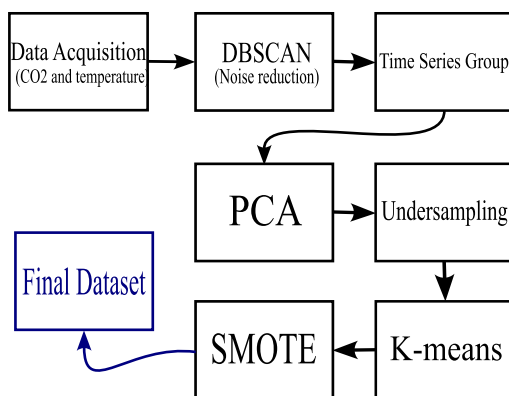 Data Acquisition
(CO2 and temperature)
DBSCAN
(Noise reduction)
Time Series Group
PCA
Undersampling
Final Dataset
SMOTE
K-means